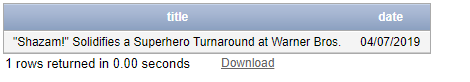 title date
"Shazam!" Solidifies a Superhero Turnaround at Warner Bros. 04/07/2019
1 rows returned in 0.00 seconds Download